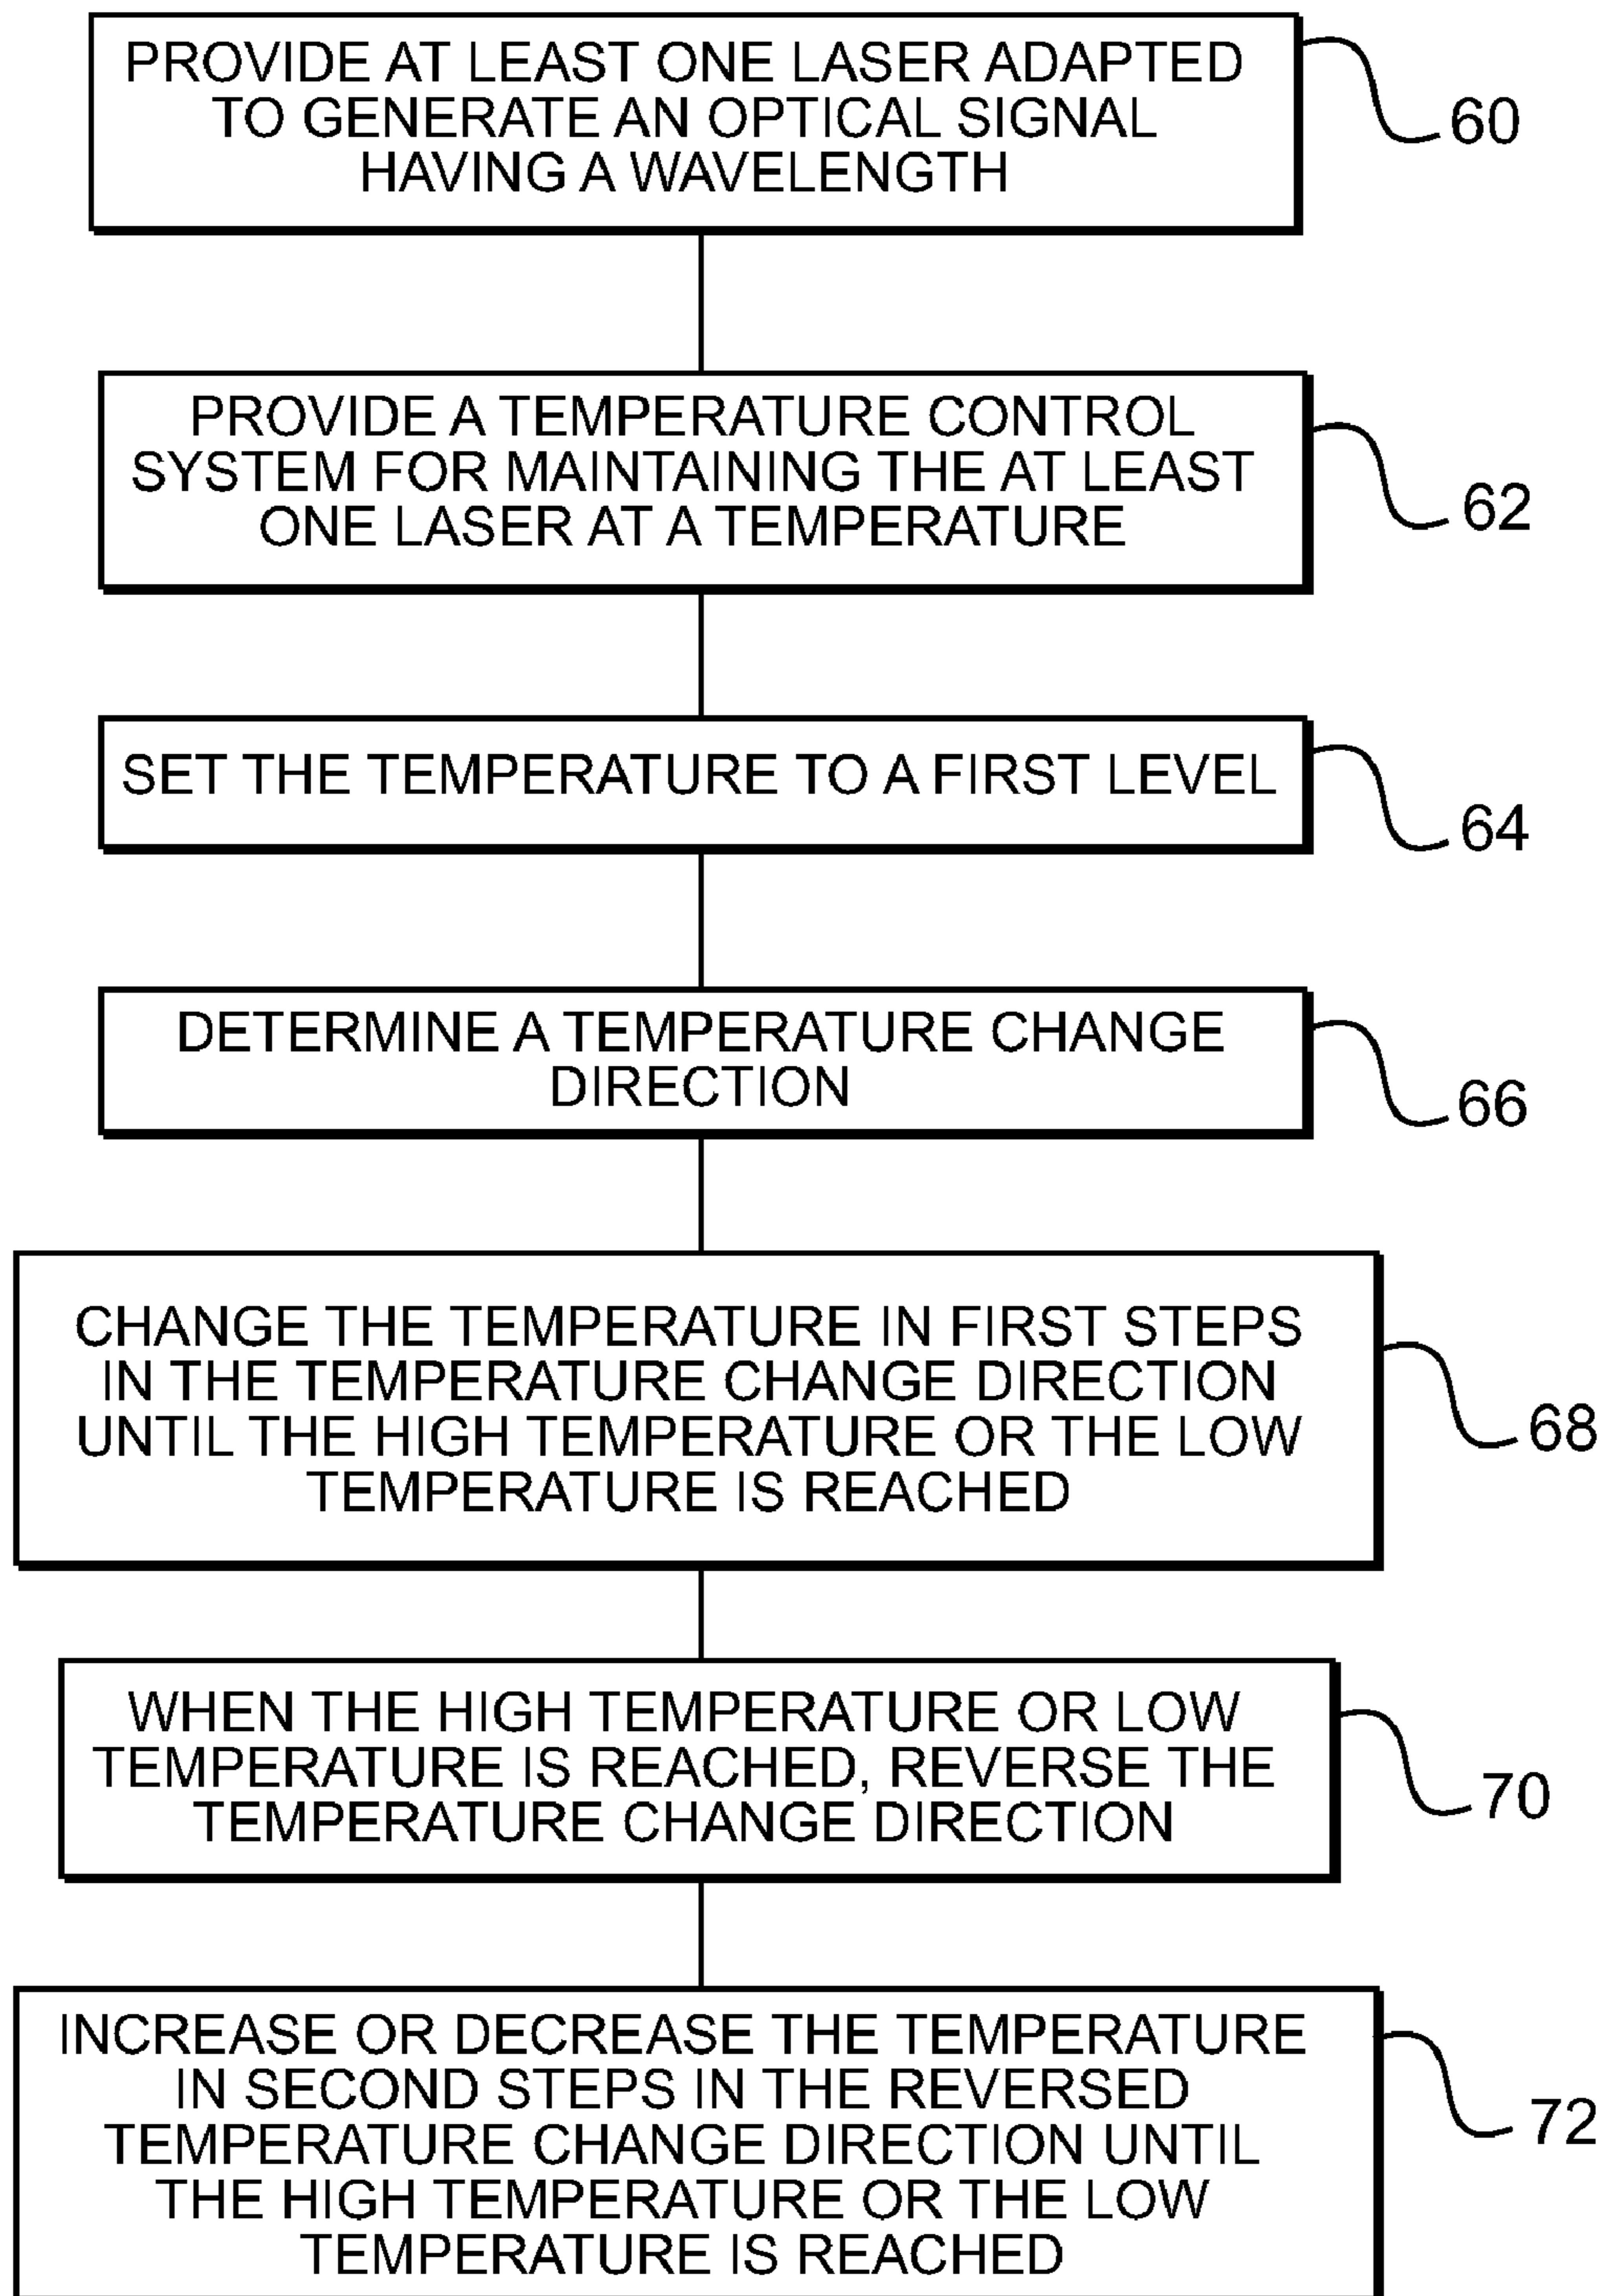 PROVIDE AT LEAST ONE LASER ADAPTED
TO GENERATE AN OPTICAL SIGNAL
HAVING A WAVELENGTH
60
PROVIDE A TEMPERATURE CONTROL
SYSTEM FOR MAINTAINING THE AT LEAST
ONE LASER AT A TEMPERATURE
62
SET THE TEMPERATURE TO A FIRST LEVEL
64
DETERMINE A TEMPERATURE CHANGE
DIRECTION
66
CHANGE THE TEMPERATURE IN FIRST STEPS
IN THE TEMPERATURE CHANGE DIRECTION
UNTIL THE HIGH TEMPERATURE OR THE LOW
TEMPERATURE IS REACHED
68
WHEN THE HIGH TEMPERATURE OR LOW
TEMPERATURE IS REACHED, REVERSE THE
TEMPERATURE CHANGE DIRECTION
70
INCREASE OR DECREASE THE TEMPERATURE
IN SECOND STEPS IN THE REVERSED
TEMPERATURE CHANGE DIRECTION UNTIL
THE HIGH TEMPERATURE OR THE LOW
TEMPERATURE IS REACHED
72